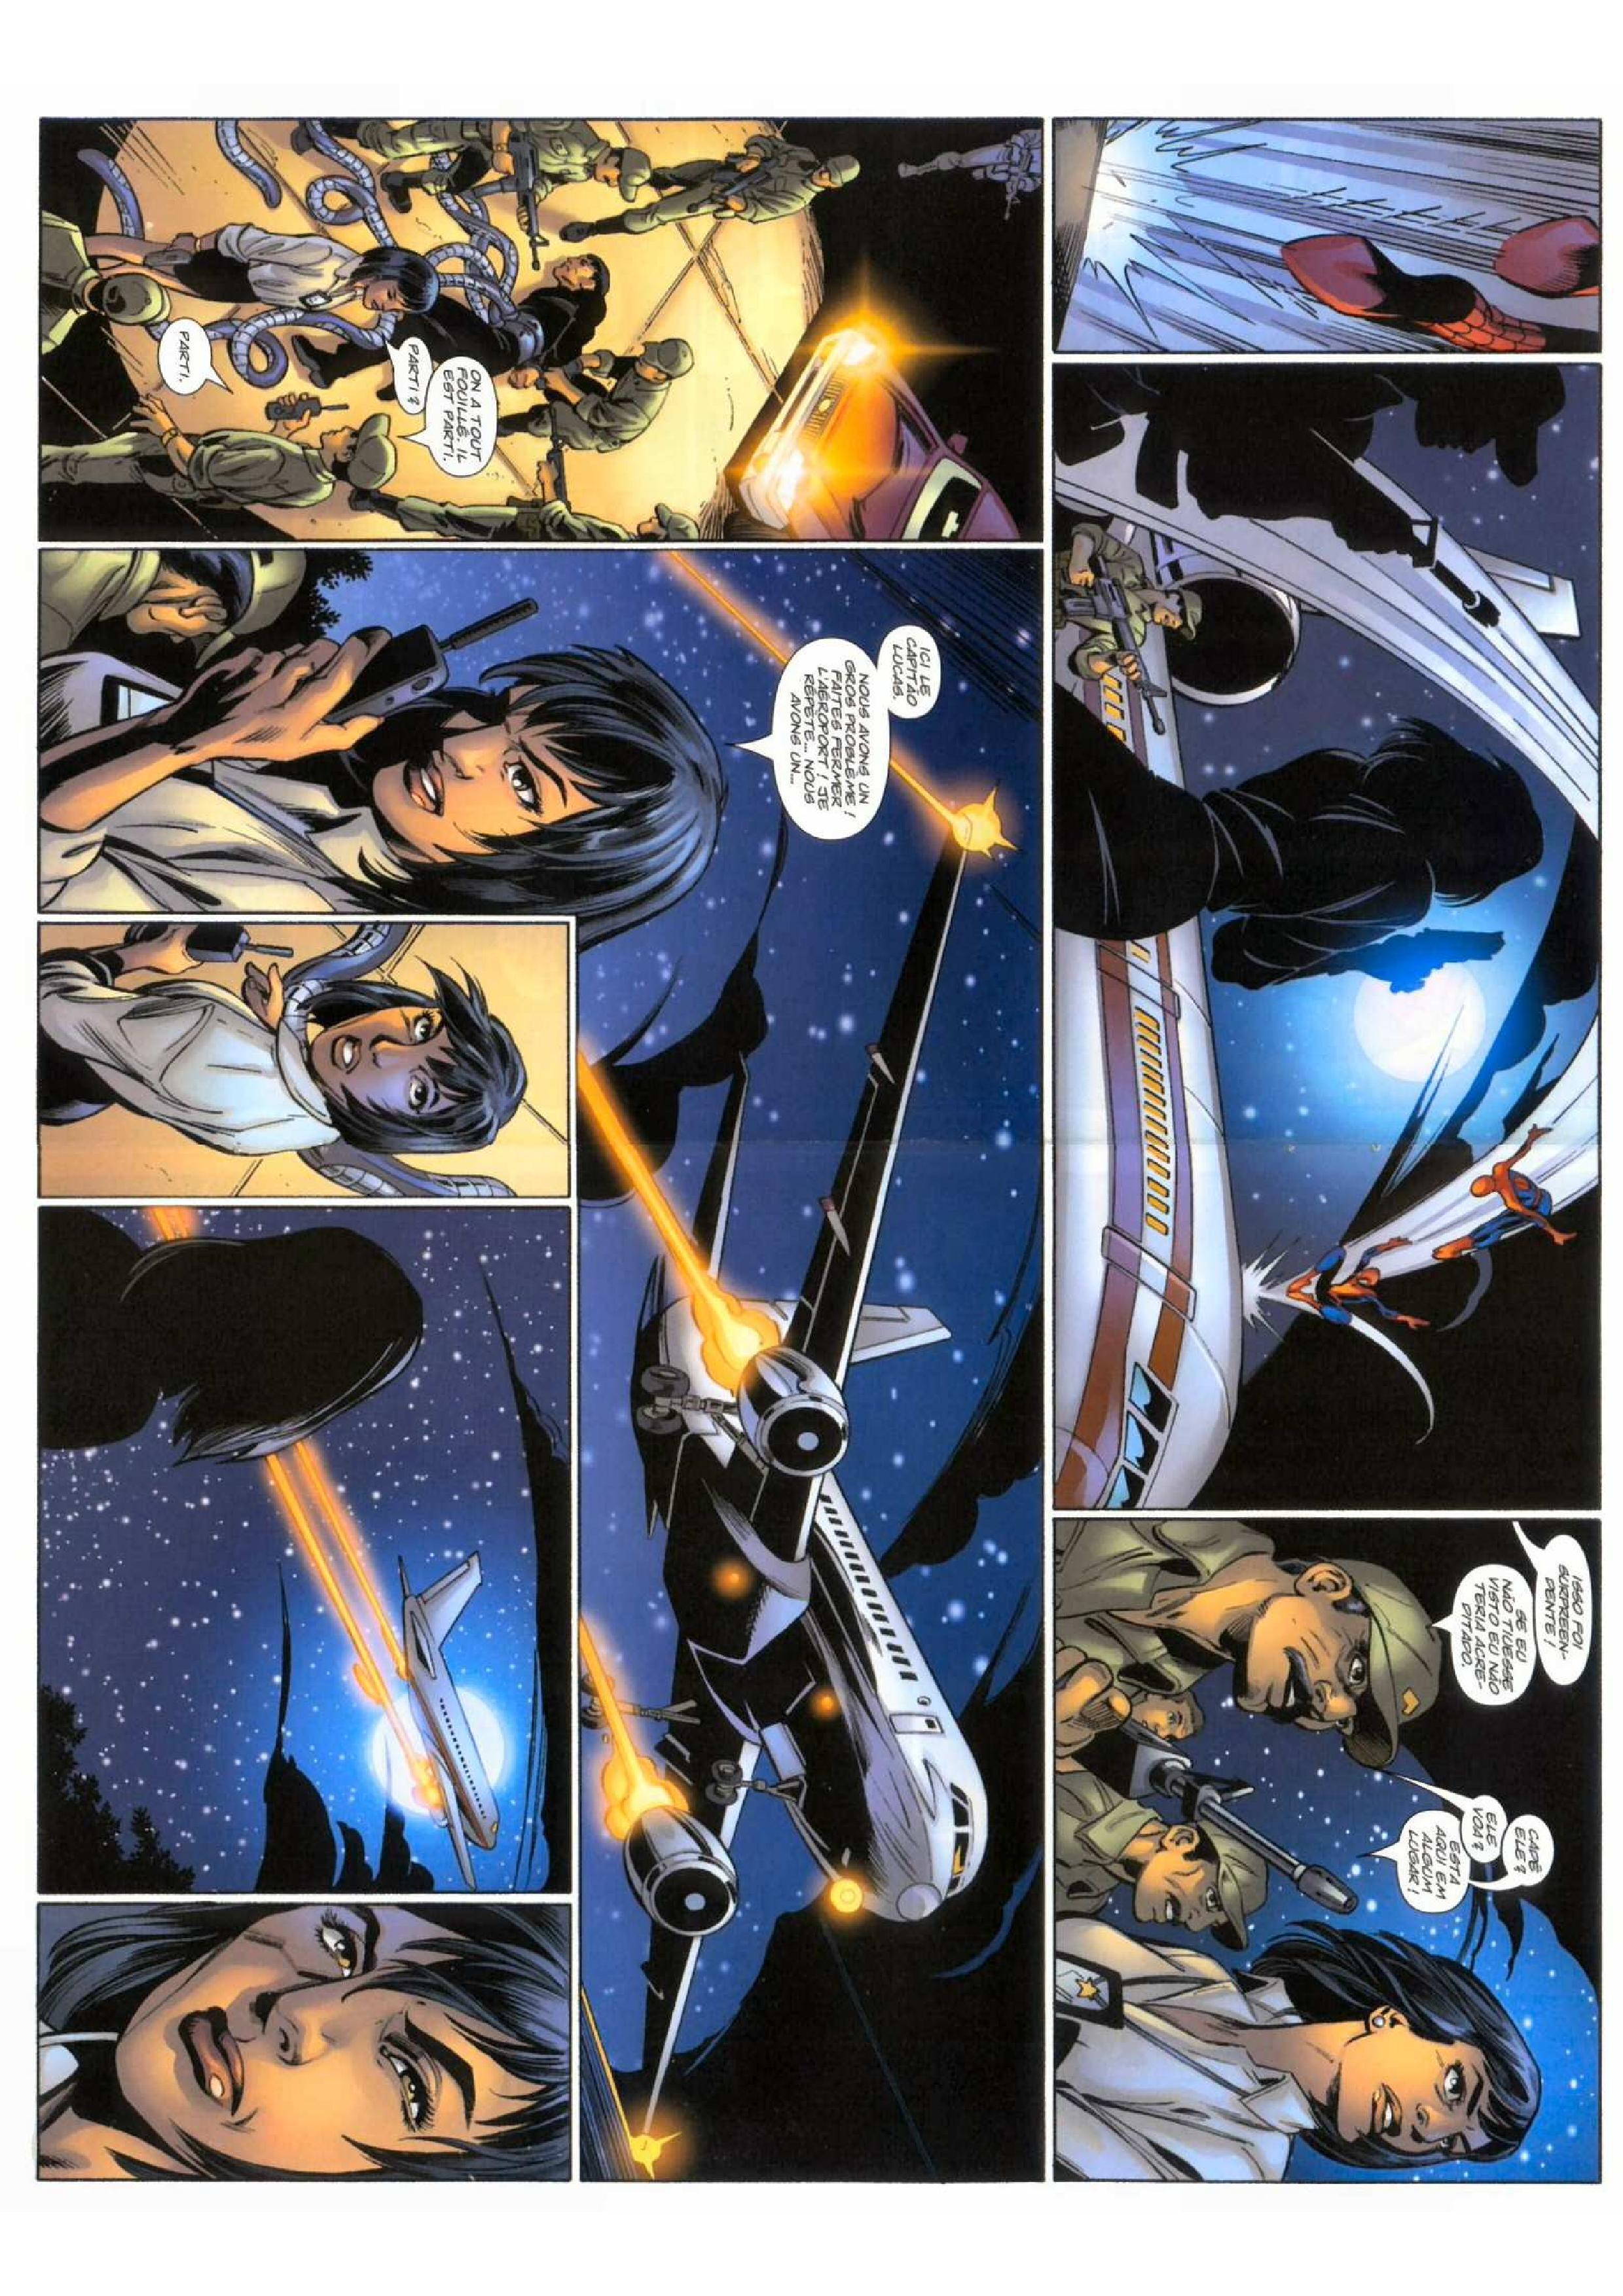 ISSO FOI
SURPREEN-
DENTE !
SE EU
NÃO TIVESSE
VISTO EU NÃO
TERIA ACRE-
DITADO.
CADÊ
ELE ?
ELE
VOA ?
ESTA
AQUI EM
ALGUM
LUGAR !
ON A TOUT
FOUILLÉ. IL
EST PARTI.
PARTI ?
PARTI.
ICI LE
CAPITÃO
LUCAS.
NOUS AVONS UN
GROS PROBLÈME !
FAITES FERMER
L'AÉROPORT ! JE
RÉPÈTE... NOUS
AVONS UN...